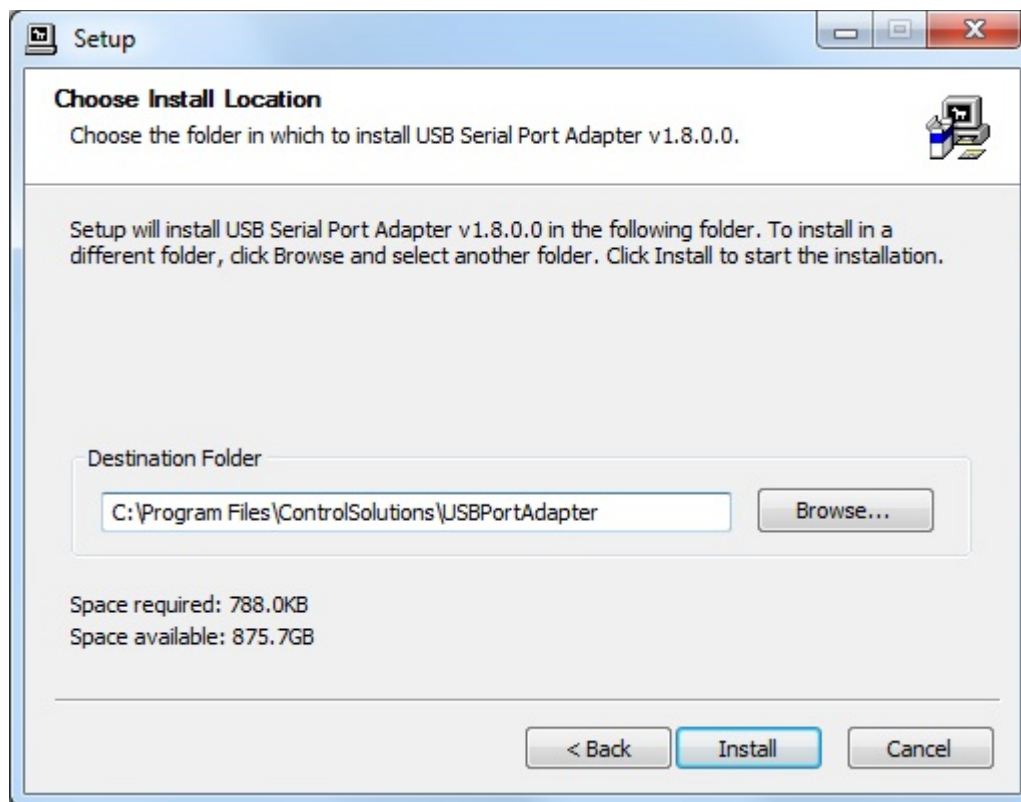 Setup
Choose Install Location
Choose the folder in which to install USB Serial Port Adapter v1.8.0.0.
Setup will install USB Serial Port Adapter v1.8.0.0 in the following folder. To install in a
different folder, click Browse and select another folder. Click Install to start the installation.
Destination Folder
C:\Program Files\ControlSolutions\USBPortAdapter
Browse...
Space required: 788.0KB
Space available: 875.7GB
< Back
Install
Cancel